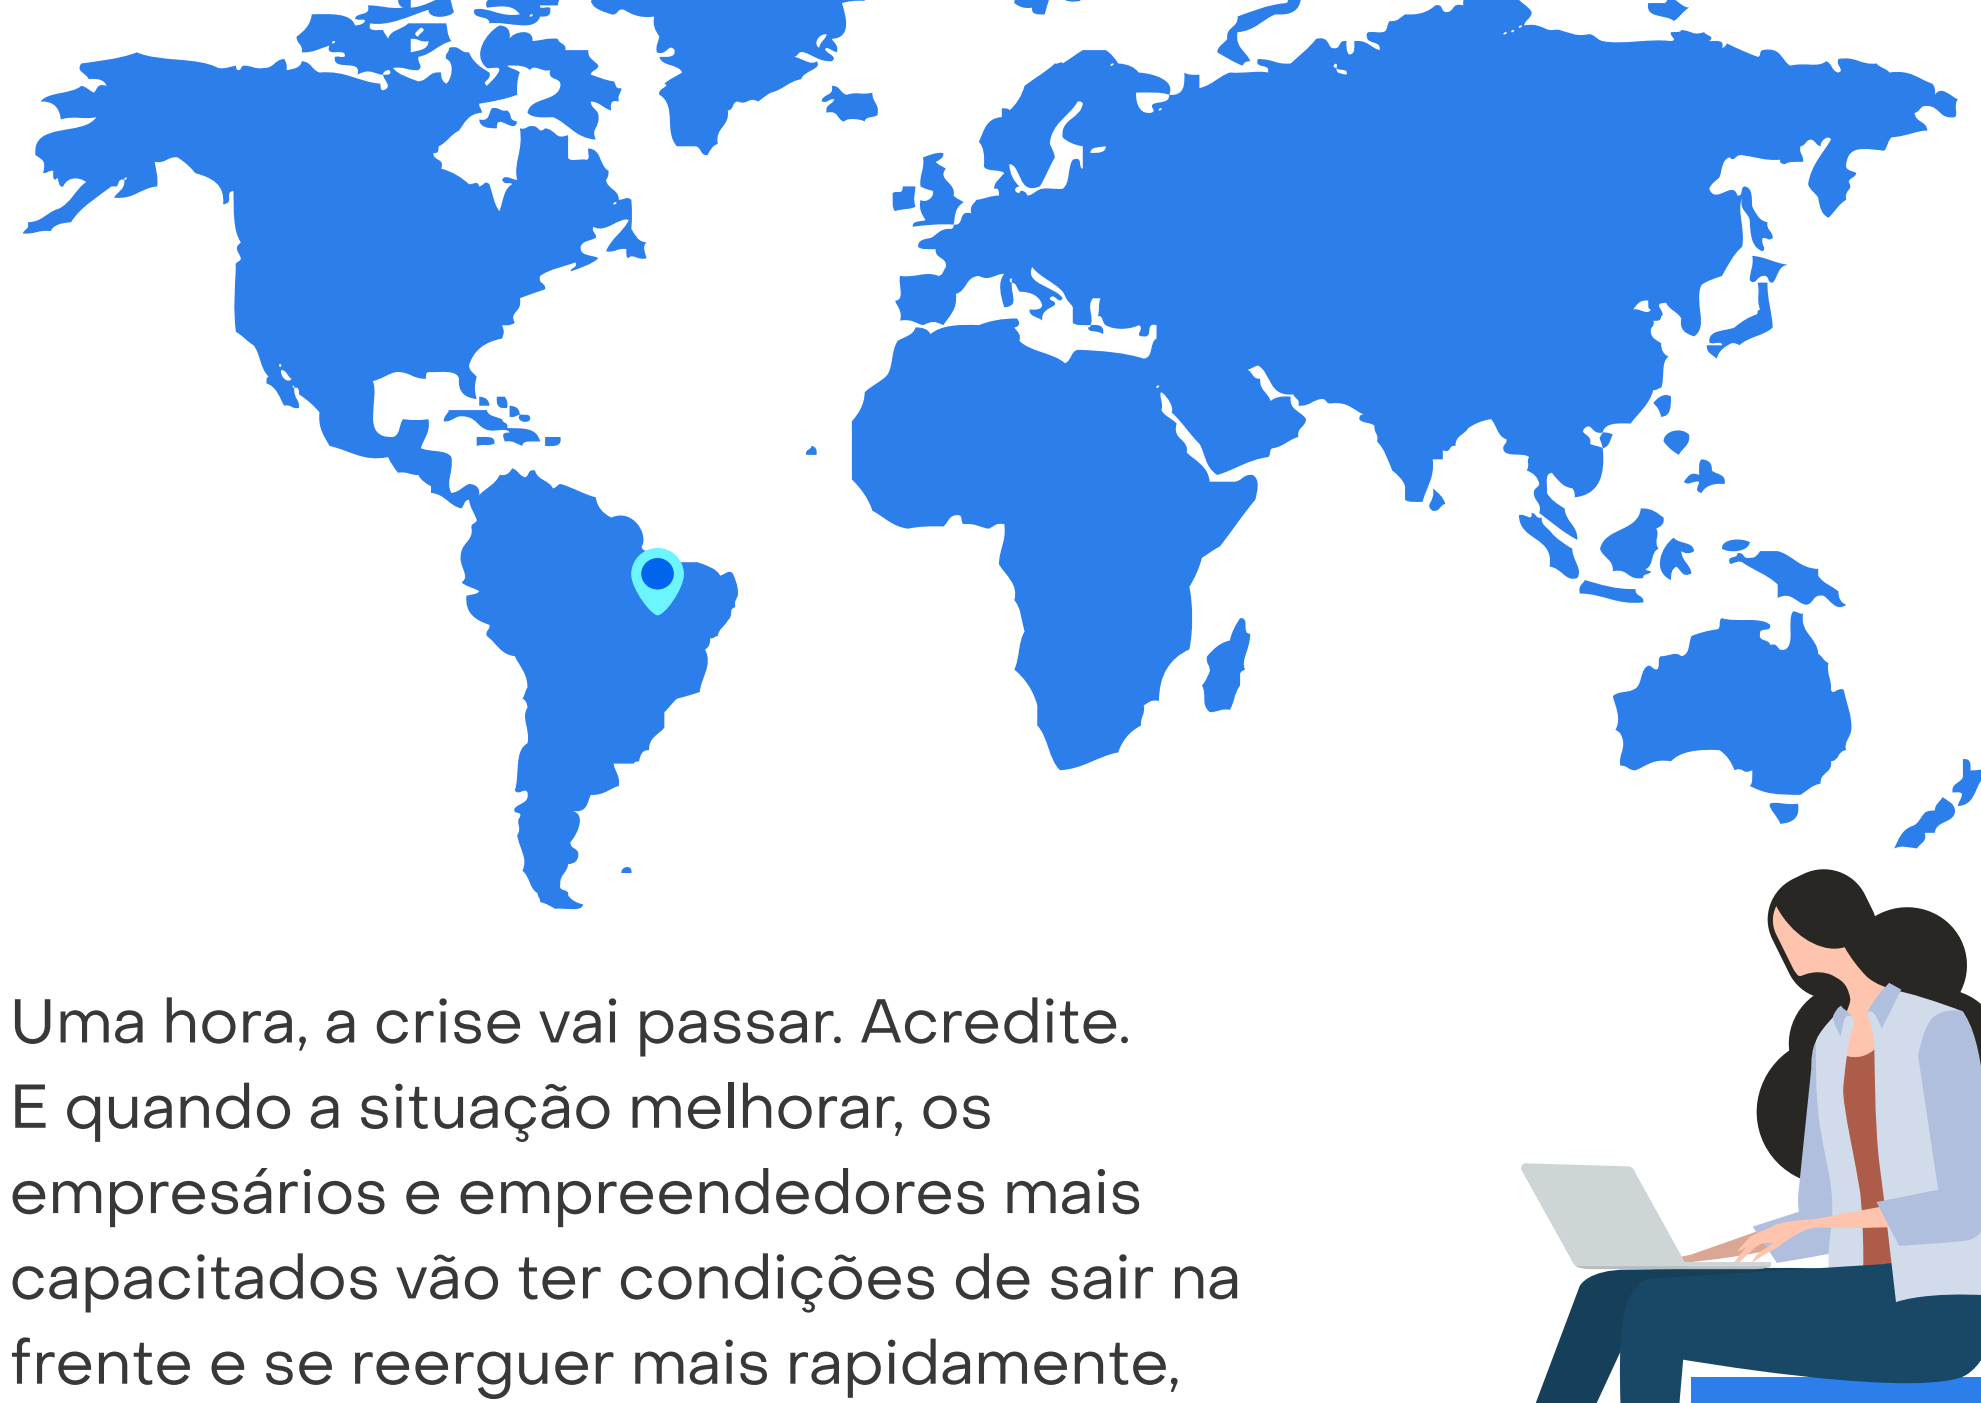 Uma hora, a crise vai passar. Acredite.
E quando a situação melhorar, os
empresários e empreendedores mais
capacitados vão ter condições de sair na
frente e se reerguer mais rapidamente,